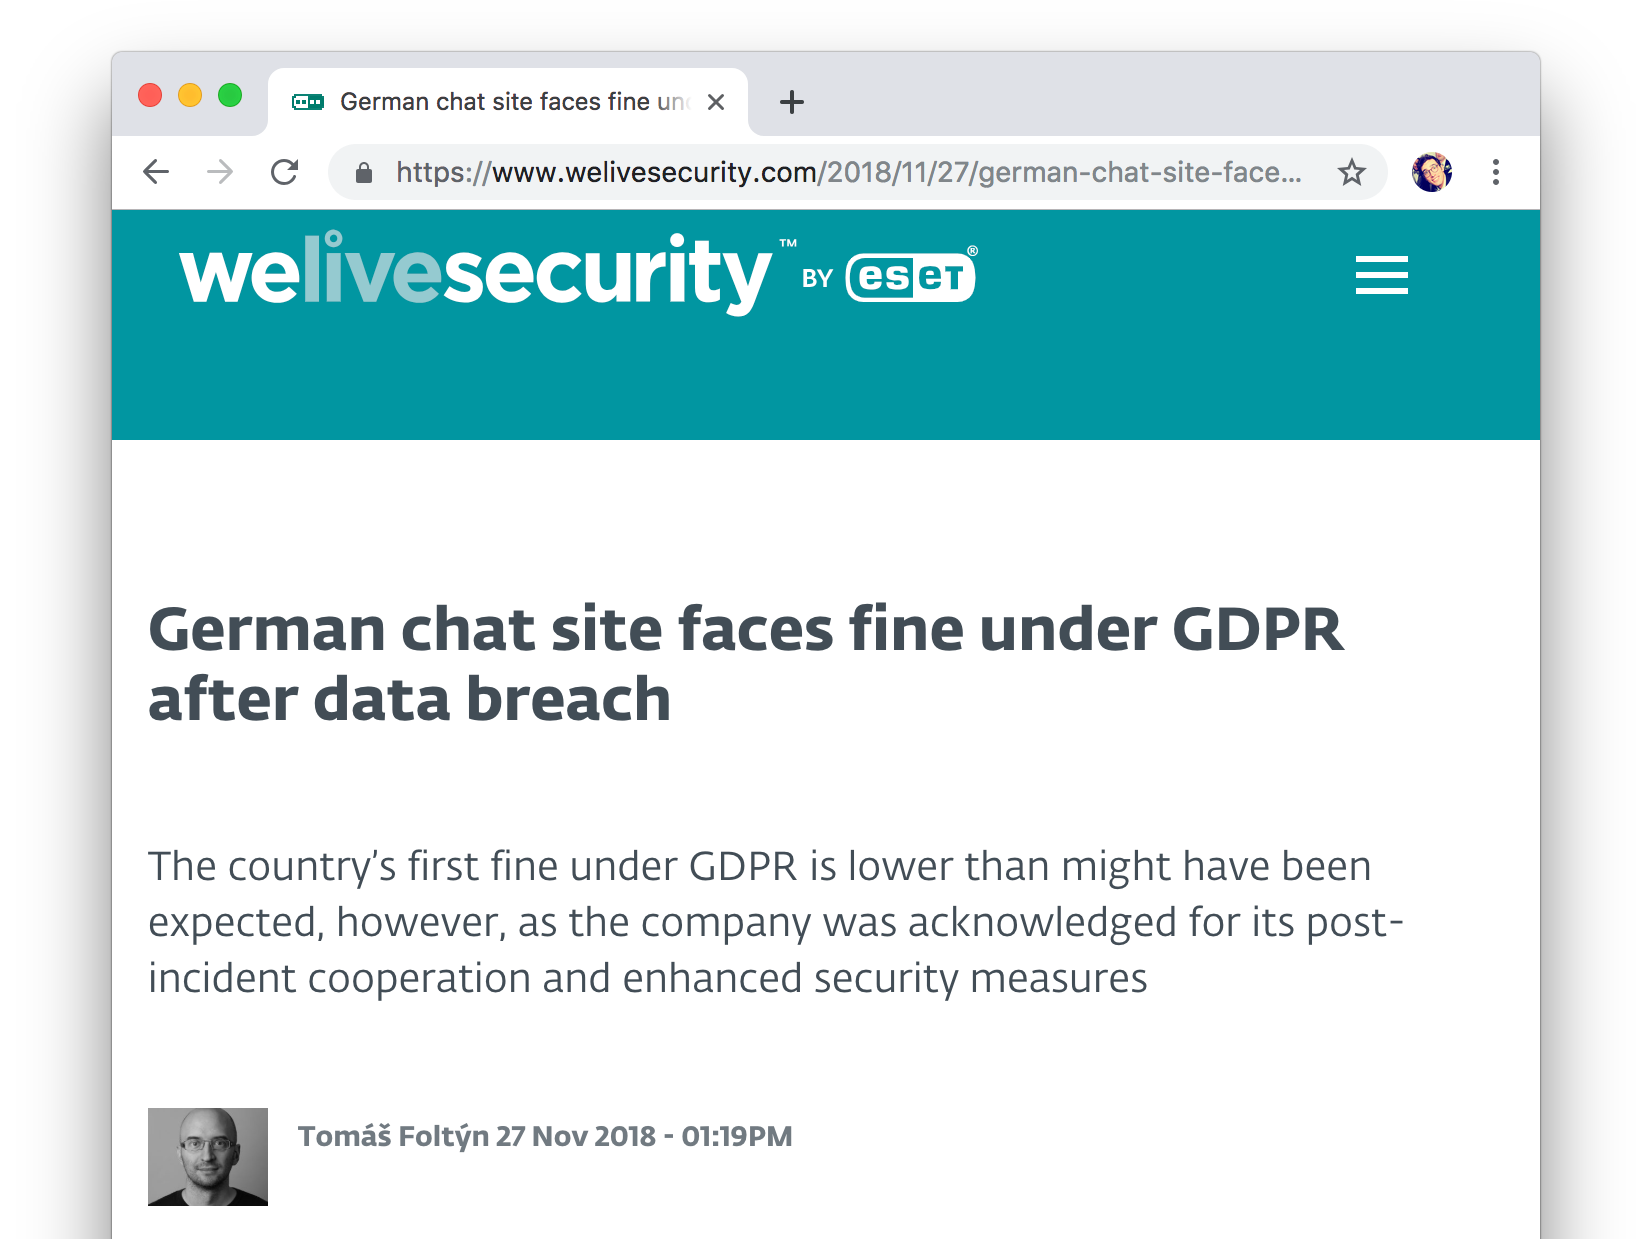 German chat site faces fine un
https://www.welivesecurity.com/2018/11/27/german-chat-site-face...
welivesecurity™ BY eset®
German chat site faces fine under GDPR
after data breach
The country’s first fine under GDPR is lower than might have been
expected, however, as the company was acknowledged for its post-
incident cooperation and enhanced security measures
Tomáš Foltýn 27 Nov 2018 - 01:19PM